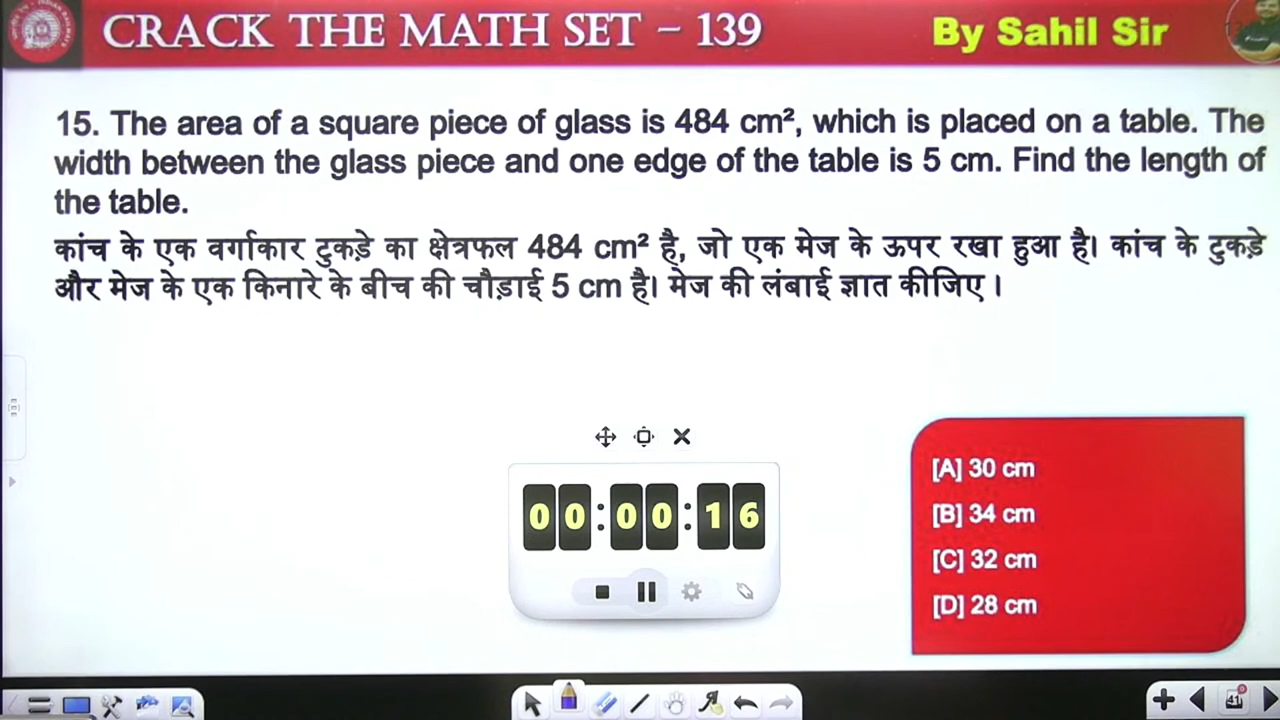 CRACK THE MATH SET – 139
By Sahil Sir
15. The area of a square piece of glass is 484 cm², which is placed on a table. The
width between the glass piece and one edge of the table is 5 cm. Find the length of
the table.
कांच के एक वर्गाकार टुकड़े का क्षेत्रफल 484 cm² है, जो एक मेज के ऊपर रखा हुआ है। कांच के टुकड़े
और मेज के एक किनारे के बीच की चौड़ाई 5 cm है। मेज की लंबाई ज्ञात कीजिए।
00:00:16
[A] 30 cm
[B] 34 cm
[C] 32 cm
[D] 28 cm
41